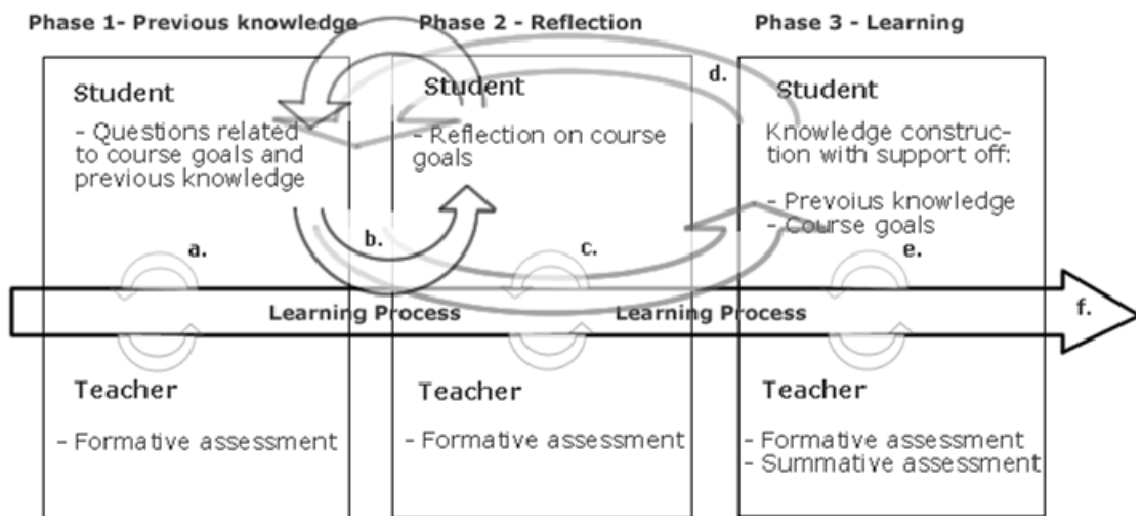 Phase 1- Previous knowledge
Phase 2 - Reflection
Phase 3 - Learning
Student
- Questions related
to course goals and
previous knowledge
Student
- Reflection on course
goals
d.
Student
Knowledge construc-
tion with support off:
- Prevoius knowledge
- Course goals
a.
b.
c.
e.
Learning Process
Learning Process
f.
Teacher
- Formative assessment
Teacher
- Formative assessment
Teacher
- Formative assessment
- Summative assessment